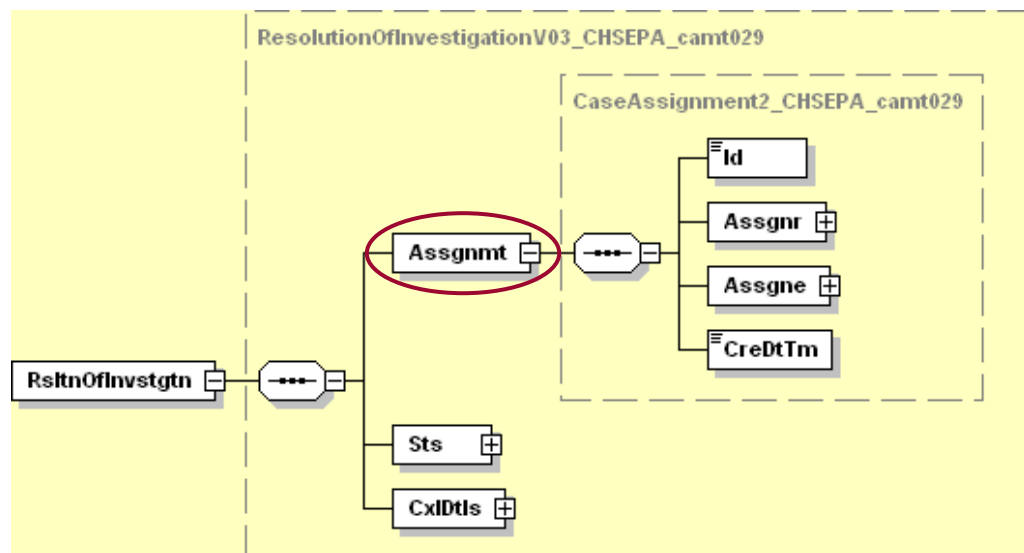 ResolutionOfInvestigationV03_CHSEPA_camt029
CaseAssignment2_CHSEPA_camt029
Id
Assgnr
Assgnmt
Assgne
CreDtTm
RsltnOfInvstgtn
Sts
CxlDtls